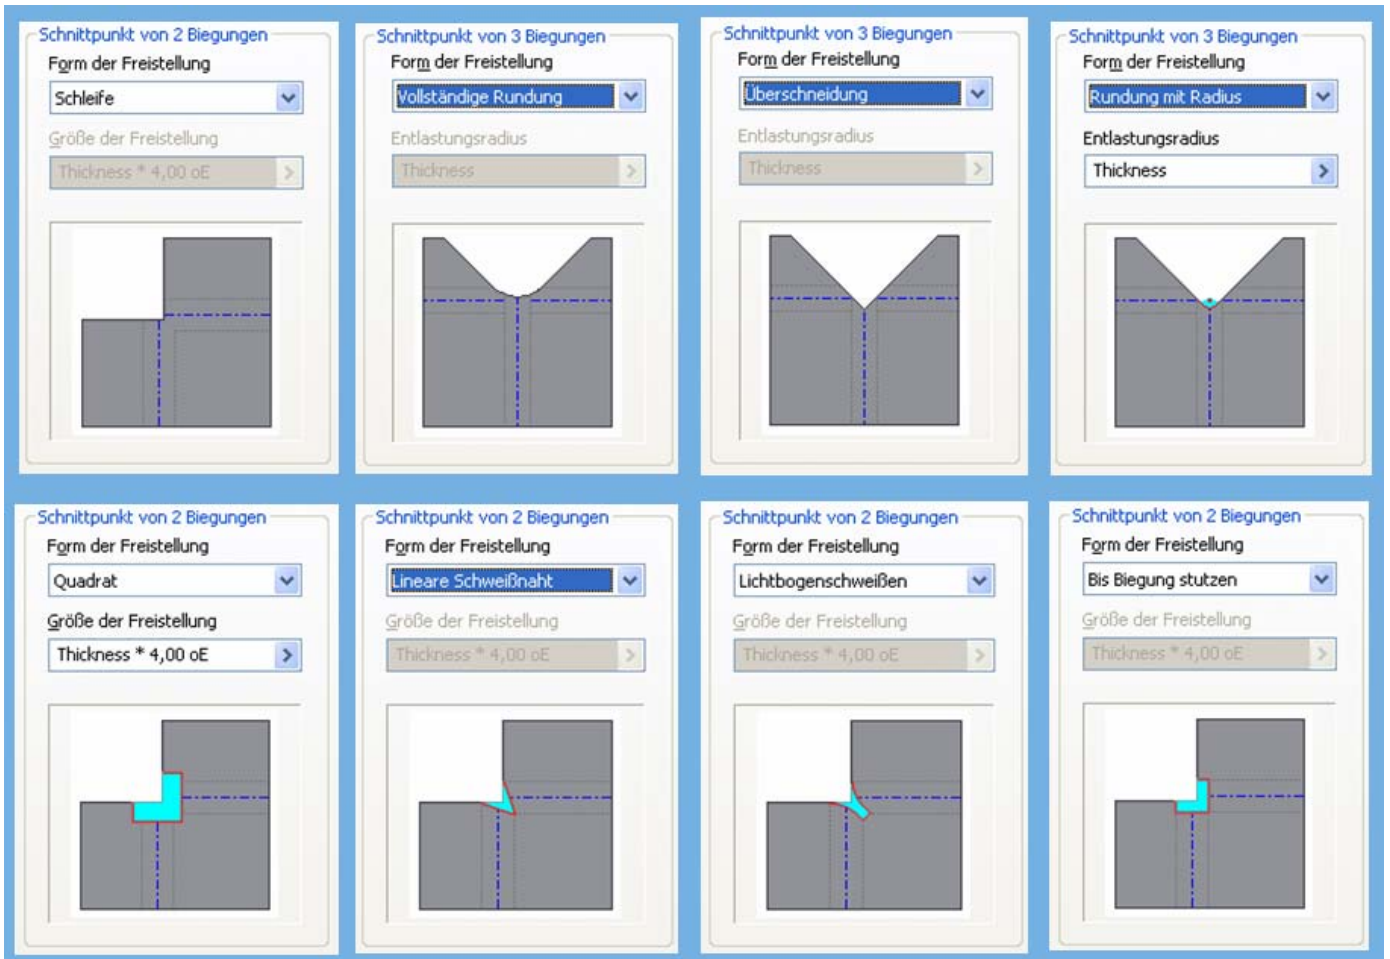 Schnittpunkt von 2 Biegungen
Form der Freistellung
Schleife
Größe der Freistellung
Thickness * 4,00 oE
Schnittpunkt von 3 Biegungen
Form der Freistellung
Vollständige Rundung
Entlastungsradius
Thickness
Schnittpunkt von 3 Biegungen
Form der Freistellung
Überschneidung
Entlastungsradius
Thickness
Schnittpunkt von 3 Biegungen
Form der Freistellung
Rundung mit Radius
Entlastungsradius
Thickness
Schnittpunkt von 2 Biegungen
Form der Freistellung
Quadrat
Größe der Freistellung
Thickness * 4,00 oE
Schnittpunkt von 2 Biegungen
Form der Freistellung
Lineare Schweißnaht
Größe der Freistellung
Thickness * 4,00 oE
Schnittpunkt von 2 Biegungen
Form der Freistellung
Lichtbogenschweißen
Größe der Freistellung
Thickness * 4,00 oE
Schnittpunkt von 2 Biegungen
Form der Freistellung
Bis Biegung stutzen
Größe der Freistellung
Thickness * 4,00 oE